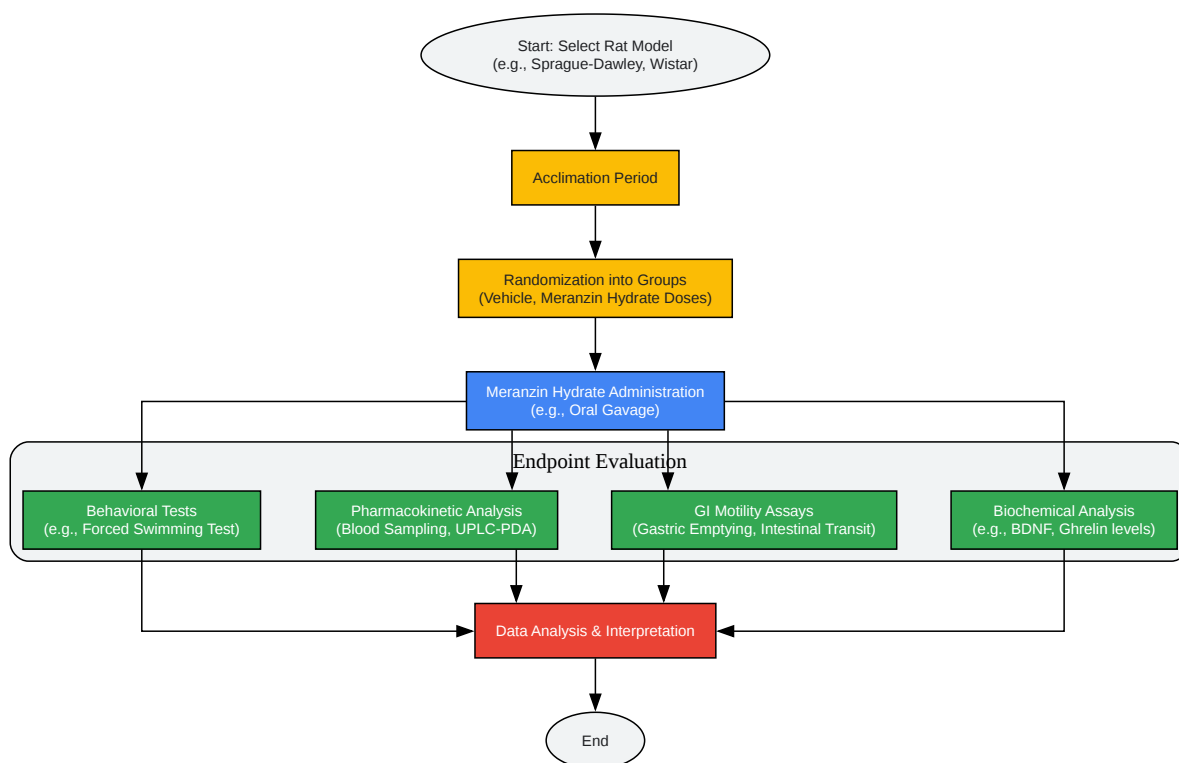 Start: Select Rat Model
(e.g., Sprague-Dawley, Wistar)
Acclimation Period
Randomization into Groups
(Vehicle, Meranzin Hydrate Doses)
Meranzin Hydrate Administration
(e.g., Oral Gavage)
Endpoint Evaluation
Behavioral Tests
(e.g., Forced Swimming Test)
Pharmacokinetic Analysis
(Blood Sampling, UPLC-PDA)
GI Motility Assays
(Gastric Emptying, Intestinal Transit)
Biochemical Analysis
(e.g., BDNF, Ghrelin levels)
Data Analysis & Interpretation
End